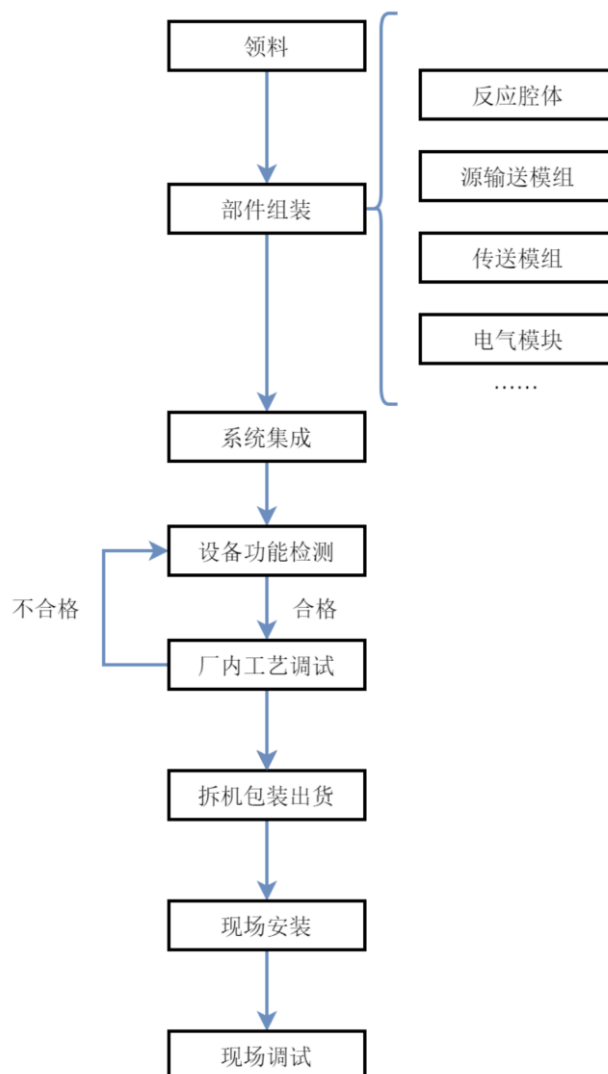 领料
反应腔体
源输送模组
部件组装
传送模组
电气模块
……
系统集成
设备功能检测
不合格
合格
厂内工艺调试
拆机包装出货
现场安装
现场调试